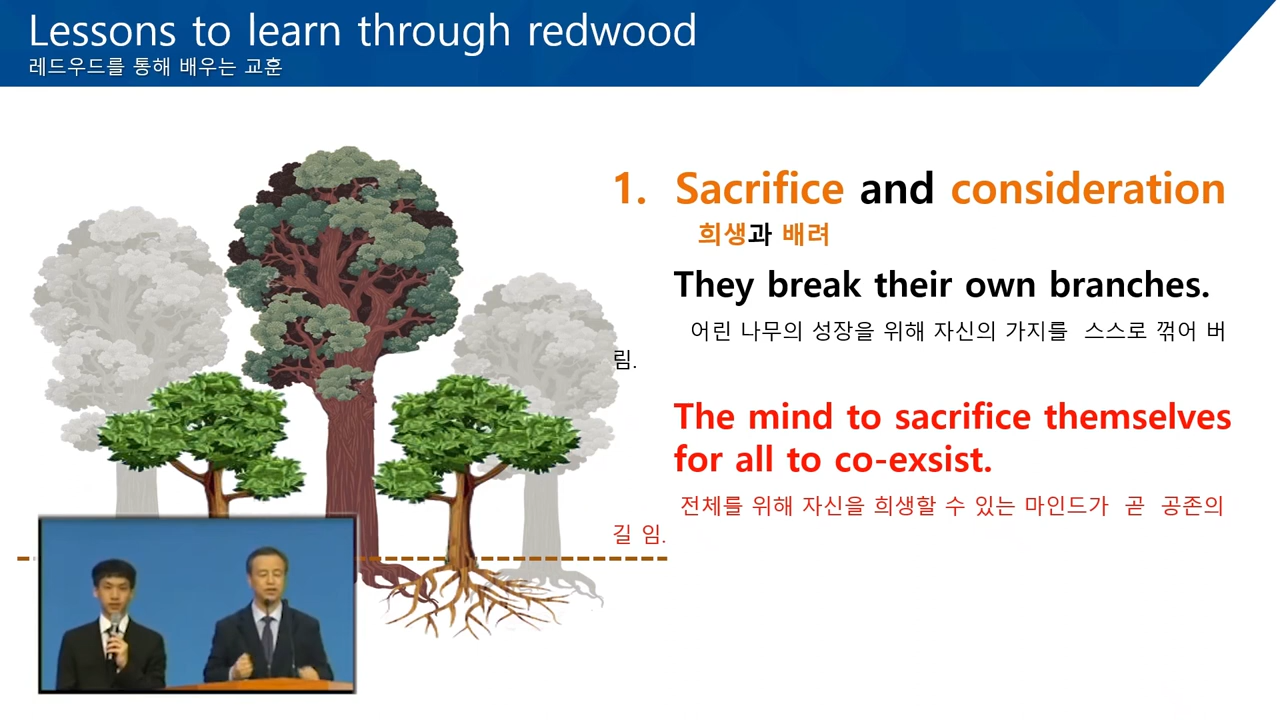 Lessons to learn through redwood
레드우드를 통해 배우는 교훈
1. Sacrifice and consideration
희생과 배려
They break their own branches.
어린 나무의 성장을 위해 자신의 가지를 스스로 꺾어 버
림.
The mind to sacrifice themselves
for all to co-exsist.
전체를 위해 자신을 희생할 수 있는 마인드가 곧 공존의
길 임.